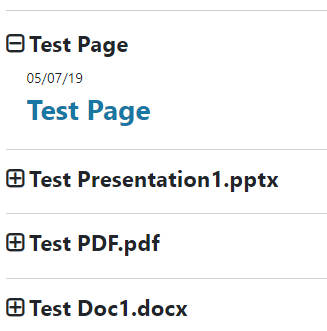 Test Page
05/07/19
Test Page
Test Presentation1.pptx
Test PDF.pdf
Test Doc1.docx